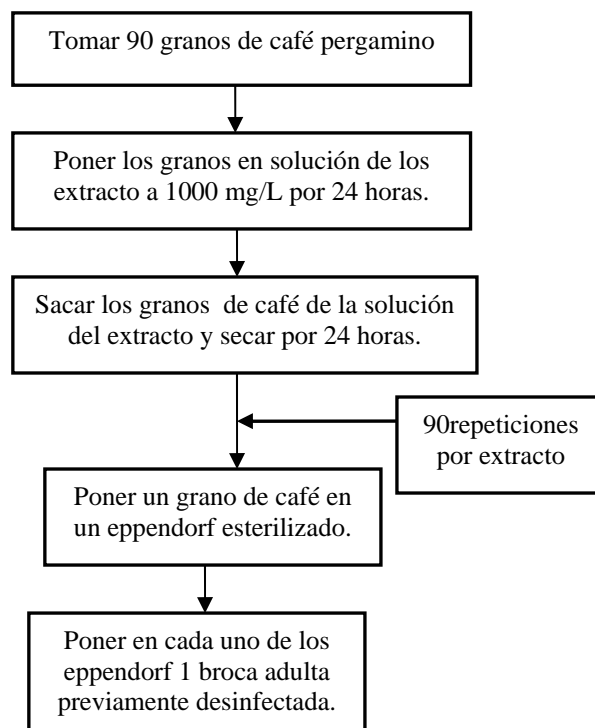 Tomar 90 granos de café pergamino
Poner los granos en solución de los
extracto a 1000 mg/L por 24 horas.
Sacar los granos de café de la solución
del extracto y secar por 24 horas.
90repeticiones
por extracto
Poner un grano de café en
un eppendorf esterilizado.
Poner en cada uno de los
eppendorf 1 broca adulta
previamente desinfectada.